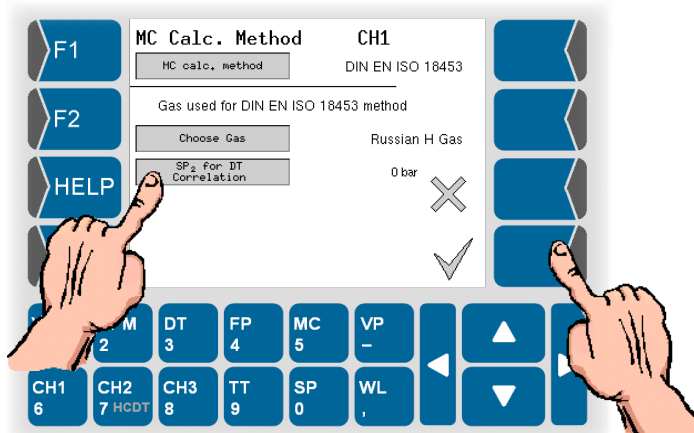 F1
MC Calc. Method CH1
MC calc. method DIN EN ISO 18453
F2
Gas used for DIN EN ISO 18453 method
Choose Gas Russian H Gas
HELP
SP₂ for DT
Correlation
0 bar
M DT FP MC VP
2 3 4 5 –
CH1 CH2 CH3 TT SP WL
6 7 HCDT 8 9 0 ,